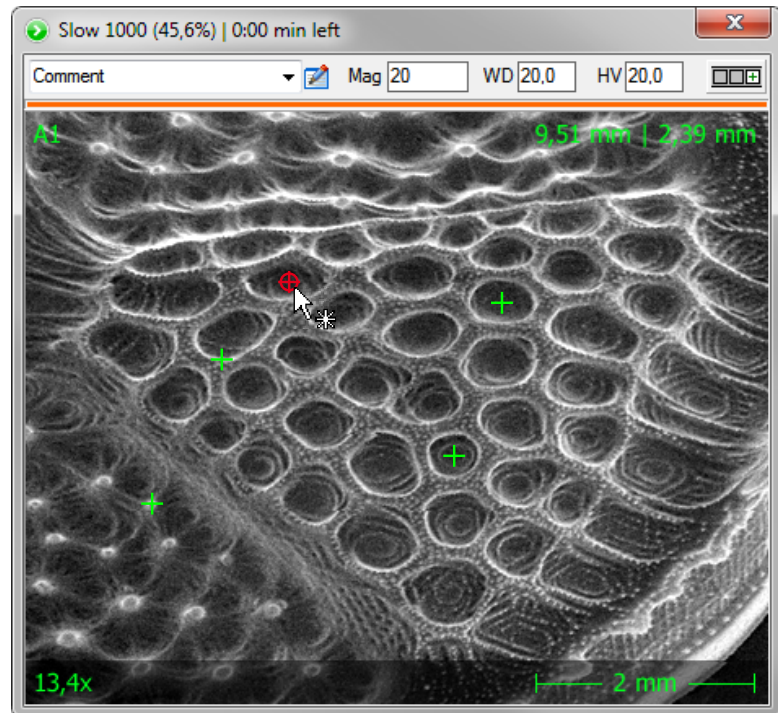 Slow 1000 (45,6%) | 0:00 min left
Comment Mag 20 WD 20,0 HV 20,0
A1 9,51 mm | 2,39 mm
13,4x 2 mm